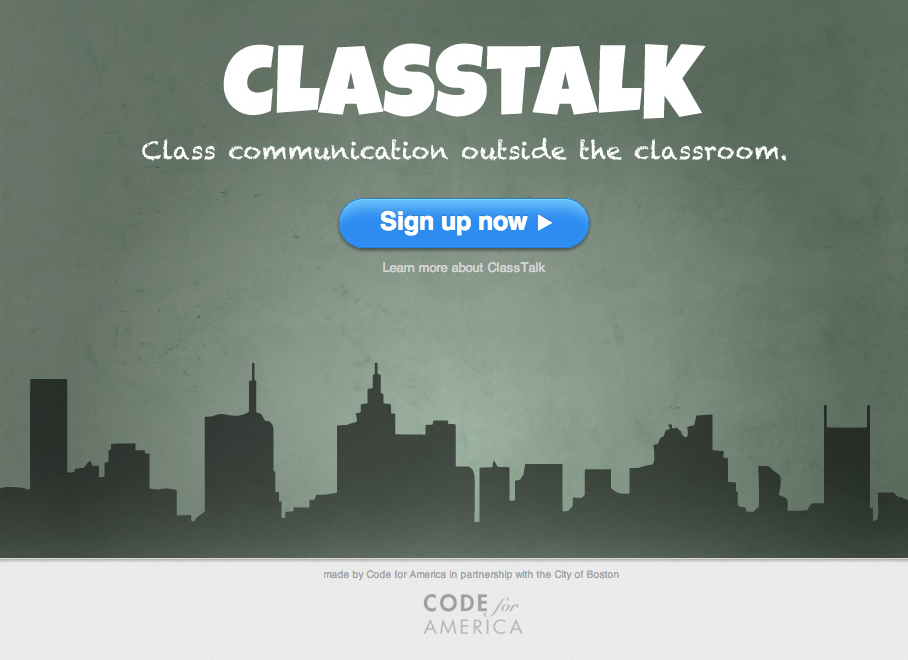 CLASSTALK
Class communication outside the classroom.
Sign up now
Learn more about ClassTalk
made by Code for America in partnership with the City of Boston
CODE for
AMERICA